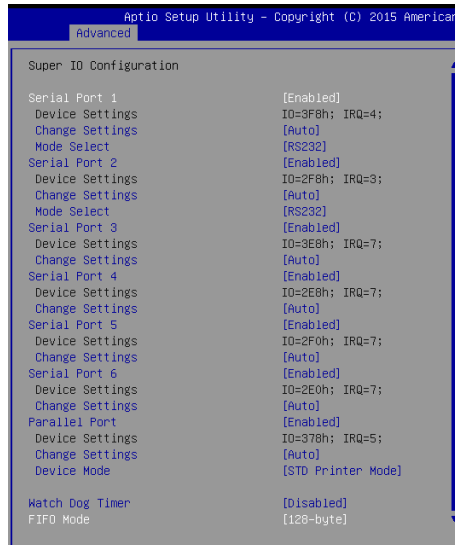 Aptio Setup Utility – Copyright (C) 2015 American
Advanced
Super IO Configuration
Serial Port 1 [Enabled]
Device Settings IO=3F8h; IRQ=4;
Change Settings [Auto]
Mode Select [RS232]
Serial Port 2 [Enabled]
Device Settings IO=2F8h; IRQ=3;
Change Settings [Auto]
Mode Select [RS232]
Serial Port 3 [Enabled]
Device Settings IO=3E8h; IRQ=7;
Change Settings [Auto]
Serial Port 4 [Enabled]
Device Settings IO=2E8h; IRQ=7;
Change Settings [Auto]
Serial Port 5 [Enabled]
Device Settings IO=2F0h; IRQ=7;
Change Settings [Auto]
Serial Port 6 [Enabled]
Device Settings IO=2E0h; IRQ=7;
Change Settings [Auto]
Parallel Port [Enabled]
Device Settings IO=378h; IRQ=5;
Change Settings [Auto]
Device Mode [STD Printer Mode]
Watch Dog Timer [Disabled]
FIFO Mode [128-byte]